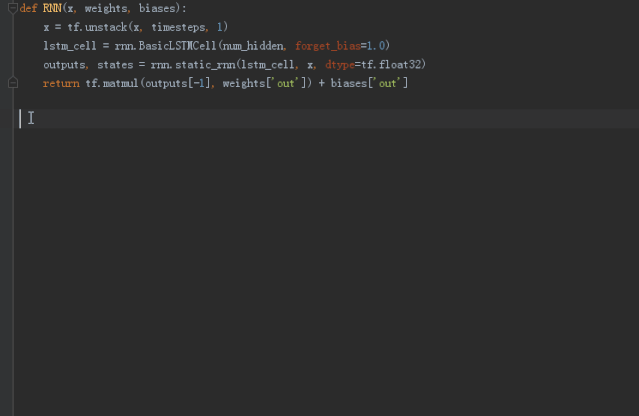 def RNN(x, weights, biases):
    x = tf.unstack(x, timesteps, 1)
    lstm_cell = rnn.BasicLSTMCell(num_hidden, forget_bias=1.0)
    outputs, states = rnn.static_rnn(lstm_cell, x, dtype=tf.float32)
    return tf.matmul(outputs[-1], weights['out']) + biases['out']